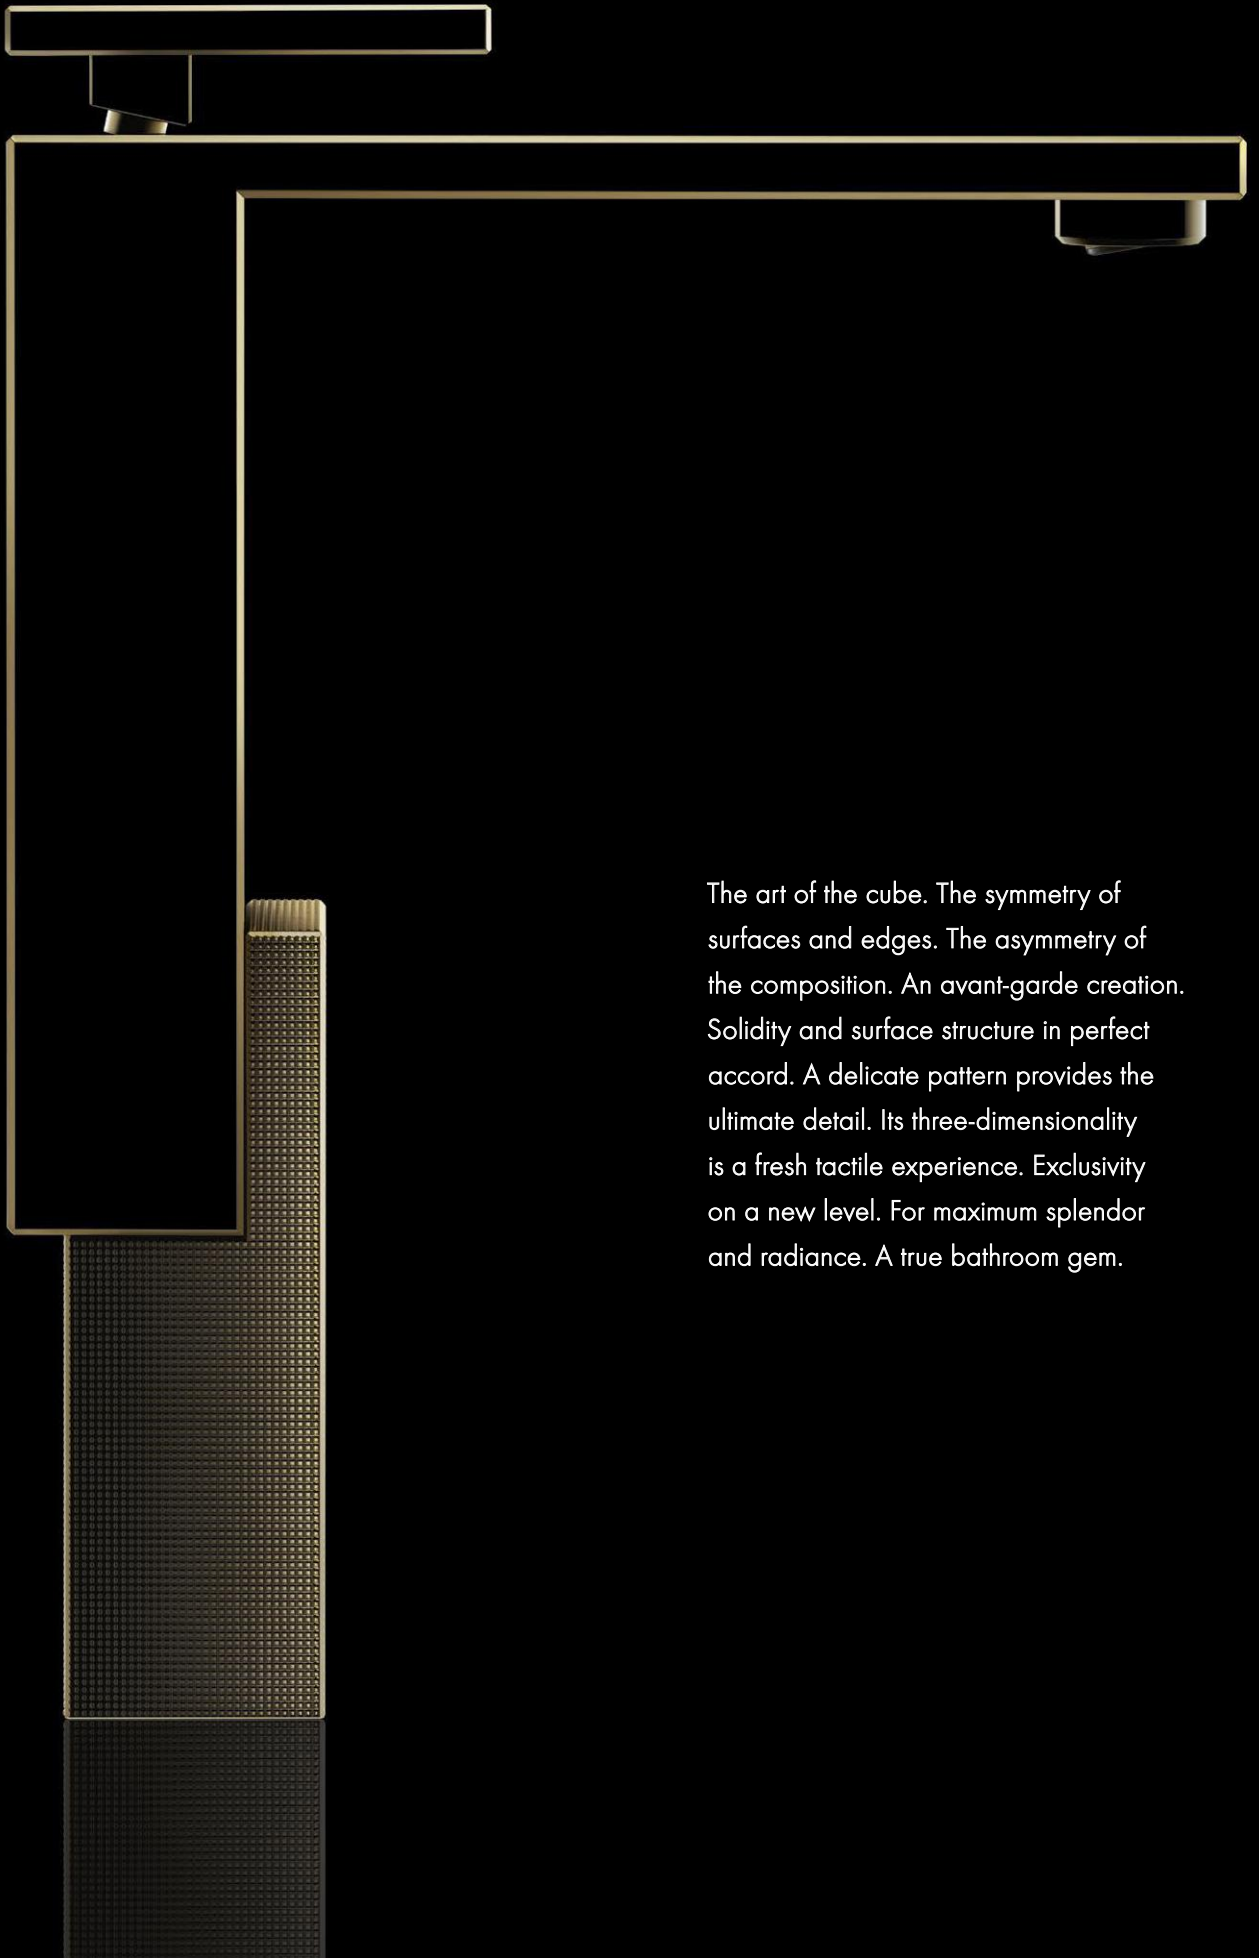 The art of the cube. The symmetry of
surfaces and edges. The asymmetry of
the composition. An avant-garde creation.
Solidity and surface structure in perfect
accord. A delicate pattern provides the
ultimate detail. Its three-dimensionality
is a fresh tactile experience. Exclusivity
on a new level. For maximum splendor
and radiance. A true bathroom gem.